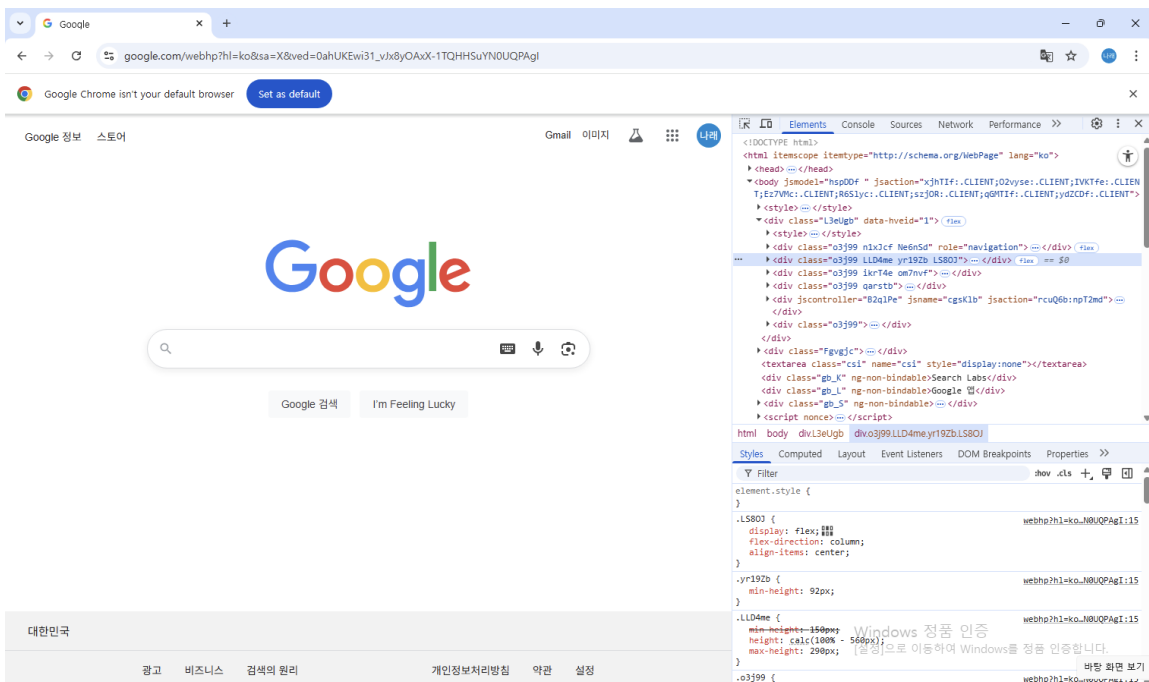 Google
google.com/webhp?hl=ko&sa=X&ved=0ahUKEwi31_vJx8yOAxX-1TQHHSuYN0UQPAgI
나래
Google Chrome isn't your default browser
Set as default
Google 정보 스토어
Gmail 이미지
나래
Google
Google 검색
I'm Feeling Lucky
대한민국
광고 비즈니스 검색의 원리 개인정보처리방침 약관 설정
Elements Console Sources Network Performance
<!DOCTYPE html>
<html itemscope itemtype="http://schema.org/WebPage" lang="ko">
<head>…</head>
<body jsmodel="hspDDf " jsaction="xjhTIf:.CLIENT;O2vyse:.CLIENT;IVKTfe:.CLIEN
T;Ez7VMc:.CLIENT;R6Slyc:.CLIENT;szjOR:.CLIENT;qGMTIf:.CLIENT;ydZCDf:.CLIENT">
<style>…</style>
<div class="L3eUgb" data-hveid="1"> flex
<style>…</style>
<div class="o3j99 n1xJcf Ne6nSd" role="navigation">…</div> flex
… <div class="o3j99 LLD4me yr19Zb LS8OJ">…</div> flex == $0
<div class="o3j99 ikrT4e om7nvf">…</div>
<div class="o3j99 qarstb">…</div>
<div jscontroller="B2qlPe" jsname="cgsKlb" jsaction="rcuQ6b:npT2md">…
</div>
<div class="o3j99">…</div>
</div>
<div class="Fgvgjc">…</div>
<textarea class="csi" name="csi" style="display:none"></textarea>
<div class="gb_K" ng-non-bindable>Search Labs</div>
<div class="gb_L" ng-non-bindable>Google 앱</div>
<div class="gb_S" ng-non-bindable>…</div>
<script nonce>…</script>
html body div.L3eUgb div.o3j99.LLD4me.yr19Zb.LS8OJ
Styles Computed Layout Event Listeners DOM Breakpoints Properties
Filter :hov .cls
element.style {
}
.LS8OJ { webhp?hl=ko…N0UQPAgI:15
display: flex;
flex-direction: column;
align-items: center;
}
.yr19Zb { webhp?hl=ko…N0UQPAgI:15
min-height: 92px;
}
.LLD4me { webhp?hl=ko…N0UQPAgI:15
min-height: 150px;
height: calc(100% - 560px);
max-height: 290px;
}
.o3j99 { webhp?hl=ko…N0UQPAgI:15
Windows 정품 인증
[설정]으로 이동하여 Windows를 정품 인증합니다.
바탕 화면 보기